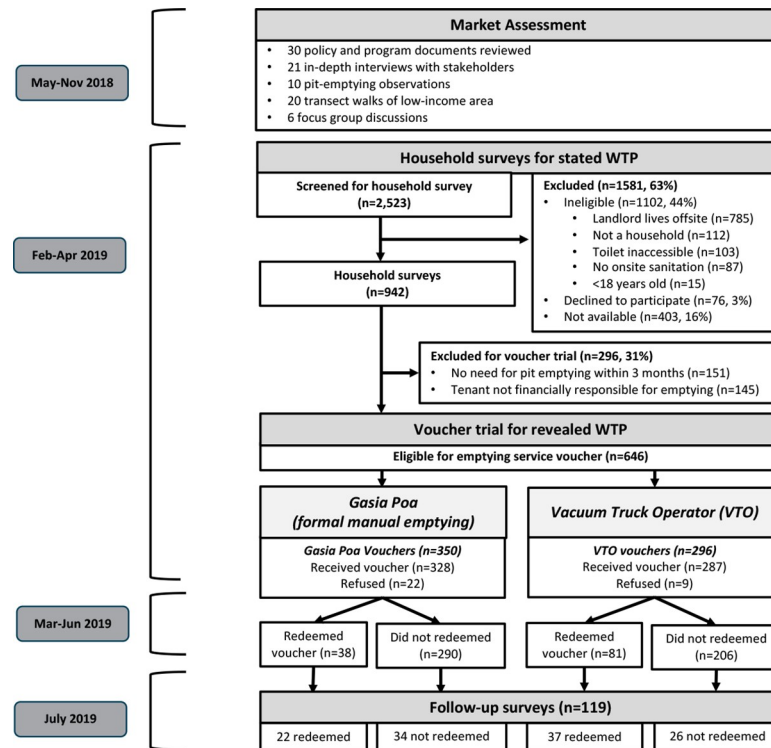 Market Assessment
• 30 policy and program documents reviewed
• 21 in-depth interviews with stakeholders
• 10 pit-emptying observations
• 20 transect walks of low-income area
• 6 focus group discussions
May-Nov 2018
Household surveys for stated WTP
Screened for household survey
(n=2,523)
Excluded (n=1581, 63%)
• Ineligible (n=1102, 44%)
• Landlord lives offsite (n=785)
• Not a household (n=112)
• Toilet inaccessible (n=103)
• No onsite sanitation (n=87)
• <18 years old (n=15)
• Declined to participate (n=76, 3%)
• Not available (n=403, 16%)
Feb-Apr 2019
Household surveys
(n=942)
Excluded for voucher trial (n=296, 31%)
• No need for pit emptying within 3 months (n=151)
• Tenant not financially responsible for emptying (n=145)
Voucher trial for revealed WTP
Eligible for emptying service voucher (n=646)
Gasia Poa
(formal manual emptying)
Gasia Poa Vouchers (n=350)
Received voucher (n=328)
Refused (n=22)
Vacuum Truck Operator (VTO)
VTO vouchers (n=296)
Received voucher (n=287)
Refused (n=9)
Mar-Jun 2019
Redeemed
voucher (n=38)
Did not redeemed
(n=290)
Redeemed
voucher (n=81)
Did not redeemed
(n=206)
July 2019
Follow-up surveys (n=119)
22 redeemed
34 not redeemed
37 redeemed
26 not redeemed